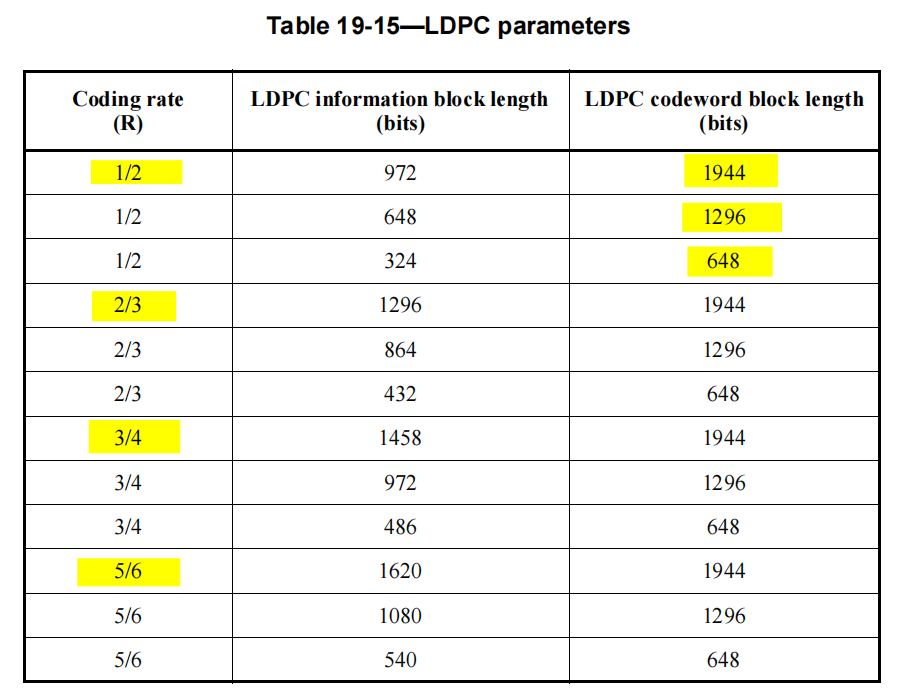 Table 19-15—LDPC parameters
Coding rate (R) LDPC information block length (bits) LDPC codeword block length (bits)
1/2 972 1944
1/2 648 1296
1/2 324 648
2/3 1296 1944
2/3 864 1296
2/3 432 648
3/4 1458 1944
3/4 972 1296
3/4 486 648
5/6 1620 1944
5/6 1080 1296
5/6 540 648